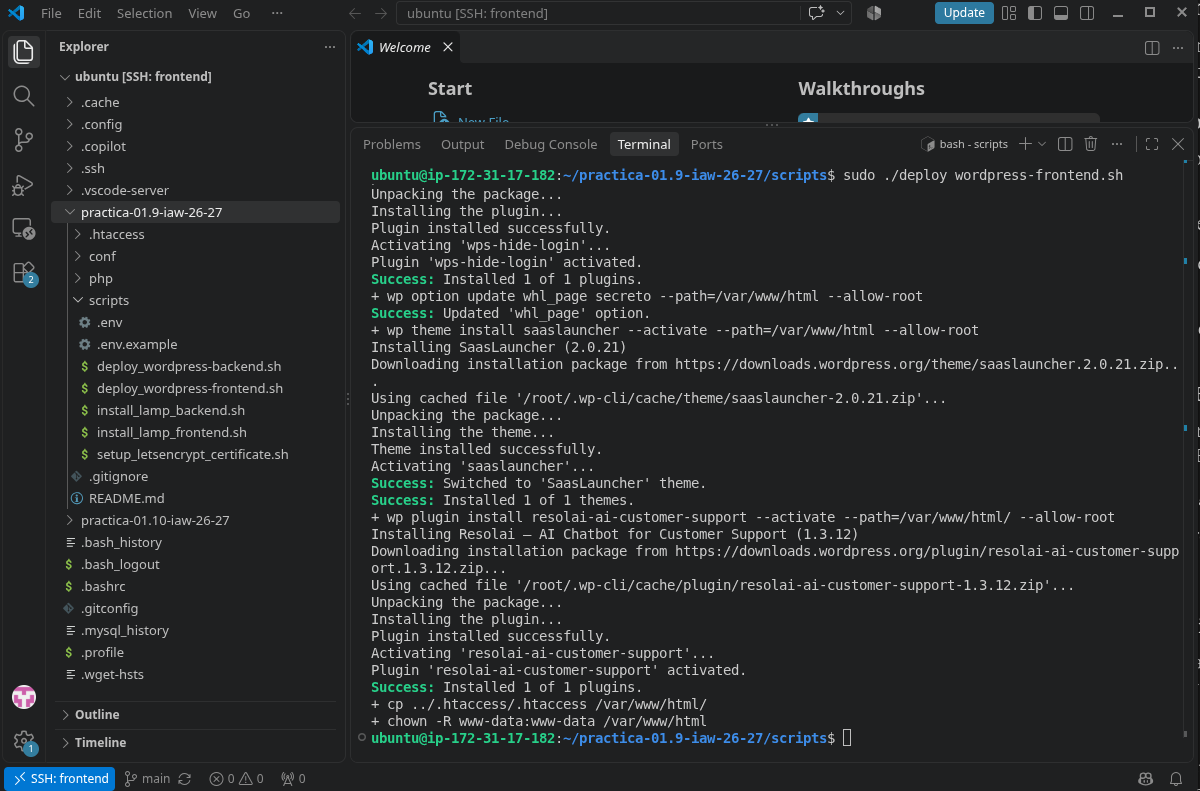 File Edit Selection View Go ··· ubuntu [SSH: frontend] Update
Explorer ···
ubuntu [SSH: frontend]
.cache
.config
.copilot
.ssh
.vscode-server
practica-01.9-iaw-26-27
.htaccess
conf
php
scripts
.env
.env.example
$ deploy_wordpress-backend.sh
$ deploy_wordpress-frontend.sh
$ install_lamp_backend.sh
$ install_lamp_frontend.sh
$ setup_letsencrypt_certificate.sh
.gitignore
README.md
practica-01.10-iaw-26-27
.bash_history
$ .bash_logout
$ .bashrc
.gitconfig
.mysql_history
$ .profile
.wget-hsts
Outline
Timeline
2
1
Welcome
Start Walkthroughs
New File
Problems Output Debug Console Terminal Ports bash - scripts
ubuntu@ip-172-31-17-182:~/practica-01.9-iaw-26-27/scripts$ sudo ./deploy wordpress-frontend.sh
Unpacking the package...
Installing the plugin...
Plugin installed successfully.
Activating 'wps-hide-login'...
Plugin 'wps-hide-login' activated.
Success: Installed 1 of 1 plugins.
+ wp option update whl_page secreto --path=/var/www/html --allow-root
Success: Updated 'whl_page' option.
+ wp theme install saaslauncher --activate --path=/var/www/html --allow-root
Installing SaasLauncher (2.0.21)
Downloading installation package from https://downloads.wordpress.org/theme/saaslauncher.2.0.21.zip..
.
Using cached file '/root/.wp-cli/cache/theme/saaslauncher-2.0.21.zip'...
Unpacking the package...
Installing the theme...
Theme installed successfully.
Activating 'saaslauncher'...
Success: Switched to 'SaasLauncher' theme.
Success: Installed 1 of 1 themes.
+ wp plugin install resolai-ai-customer-support --activate --path=/var/www/html/ --allow-root
Installing Resolai – AI Chatbot for Customer Support (1.3.12)
Downloading installation package from https://downloads.wordpress.org/plugin/resolai-ai-customer-supp
ort.1.3.12.zip...
Using cached file '/root/.wp-cli/cache/plugin/resolai-ai-customer-support-1.3.12.zip'...
Unpacking the package...
Installing the plugin...
Plugin installed successfully.
Activating 'resolai-ai-customer-support'...
Plugin 'resolai-ai-customer-support' activated.
Success: Installed 1 of 1 plugins.
+ cp ../.htaccess/.htaccess /var/www/html/
+ chown -R www-data:www-data /var/www/html
ubuntu@ip-172-31-17-182:~/practica-01.9-iaw-26-27/scripts$
SSH: frontend main 0 0 0